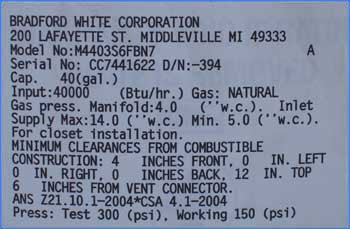 BRADFORD WHITE CORPORATION
200 LAFAYETTE ST. MIDDLEVILLE MI 49333
Model No:M4403S6FBN7 A
Serial No: CC7441622 D/N:-394
Cap. 40(gal.)
Input:40000 (Btu/hr.) Gas: NATURAL
Gas press. Manifold:4.0 (''w.c.). Inlet
Supply Max:14.0 (''w.c.) Min. 5.0 (''w.c.).
For closet installation.
MINIMUM CLEARANCES FROM COMBUSTIBLE
CONSTRUCTION: 4 INCHES FRONT, 0 IN. LEFT
0 IN. RIGHT, 0 INCHES BACK, 12 IN. TOP
6 INCHES FROM VENT CONNECTOR.
ANS Z21.10.1-2004*CSA 4.1-2004
Press: Test 300 (psi), Working 150 (psi)